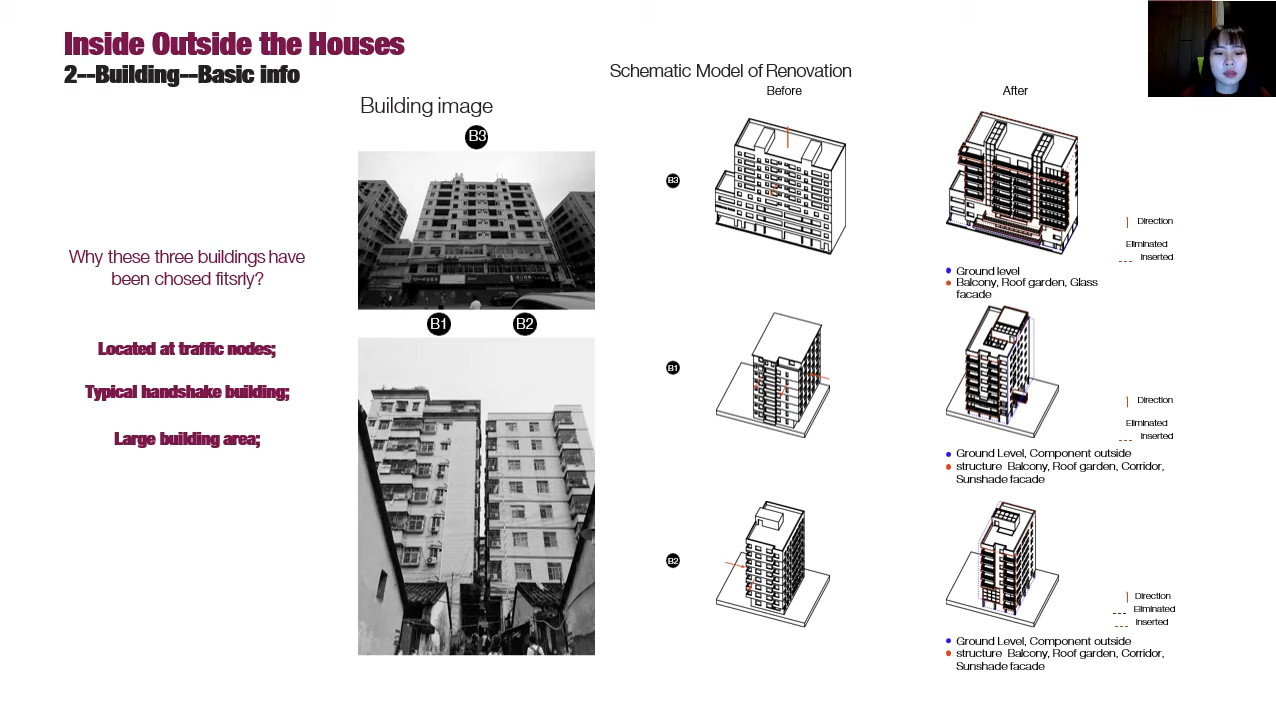 Inside Outside the Houses
2--Building--Basic info
Why these three buildings have
been chosed fitsrly?
Located at traffic nodes;
Typical handshake building;
Large building area;
Building image
B3
B1
B2
Schematic Model of Renovation
Before
After
B3
Direction
Eliminated
Inserted
Ground level
Balcony, Roof garden, Glass
facade
B1
Direction
Eliminated
Inserted
Ground Level, Component outside
structure Balcony, Roof garden, Corridor,
Sunshade facade
B2
Direction
Eliminated
Inserted
Ground Level, Component outside
structure Balcony, Roof garden, Corridor,
Sunshade facade